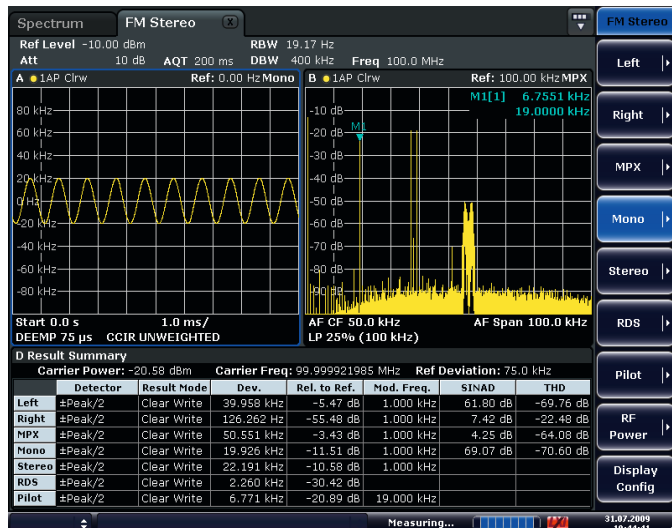 Spectrum FM Stereo X
Ref Level -10.00 dBm RBW 19.17 Hz
Att 10 dB AQT 200 ms DBW 400 kHz Freq 100.0 MHz
A 1AP Clrw Ref: 0.00 Hz Mono
80 kHz
60 kHz
40 kHz
20 kHz
0 Hz
-20 kHz
-40 kHz
-60 kHz
-80 kHz
Start 0.0 s 1.0 ms/
DEEMP 75 µs CCIR UNWEIGHTED
B 1AP Clrw Ref: 100.00 kHz MPX
M1[1] 6.7551 kHz
19.0000 kHz
M1
-10 dB
-20 dB
-30 dB
-40 dB
-50 dB
-60 dB
-70 dB
-80 dB
-90 dB
AF CF 50.0 kHz AF Span 100.0 kHz
LP 25% (100 kHz)
D Result Summary
Carrier Power: -20.58 dBm Carrier Freq: 99.999921985 MHz Ref Deviation: 75.0 kHz
Detector Result Mode Dev. Rel. to Ref. Mod. Freq. SINAD THD
Left ±Peak/2 Clear Write 39.958 kHz -5.47 dB 1.000 kHz 61.80 dB -69.76 dB
Right ±Peak/2 Clear Write 126.262 Hz -55.48 dB 1.000 kHz 7.42 dB -22.48 dB
MPX ±Peak/2 Clear Write 50.551 kHz -3.43 dB 1.000 kHz 4.25 dB -64.08 dB
Mono ±Peak/2 Clear Write 19.926 kHz -11.51 dB 1.000 kHz 69.07 dB -70.60 dB
Stereo ±Peak/2 Clear Write 22.191 kHz -10.58 dB 1.000 kHz
RDS ±Peak/2 Clear Write 2.260 kHz -30.42 dB
Pilot ±Peak/2 Clear Write 6.771 kHz -20.89 dB 19.000 kHz
Measuring... 31.07.2009
FM Stereo
Left
Right
MPX
Mono
Stereo
RDS
Pilot
RF
Power
Display
Config